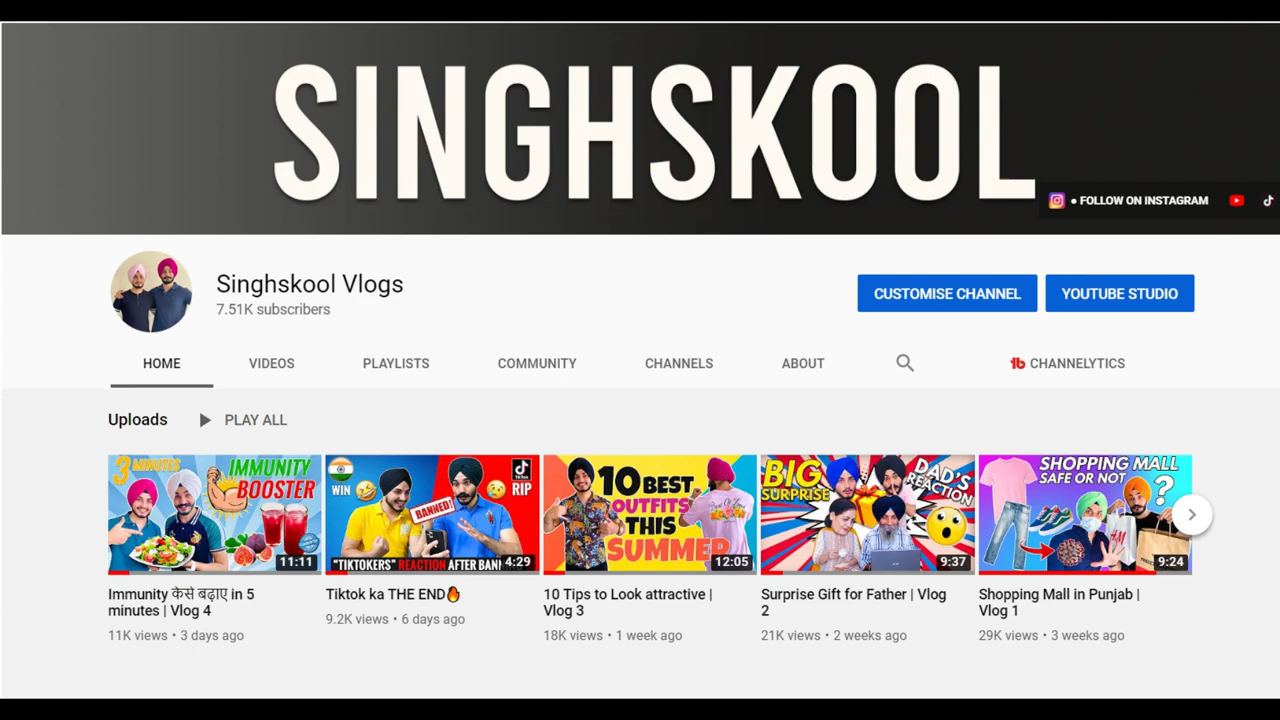 SINGHSKOOL
• FOLLOW ON INSTAGRAM
Singhskool Vlogs
7.51K subscribers
CUSTOMISE CHANNEL
YOUTUBE STUDIO
HOME
VIDEOS
PLAYLISTS
COMMUNITY
CHANNELS
ABOUT
CHANNELYTICS
Uploads
PLAY ALL
3 MINUTES
IMMUNITY
BOOSTER
11:11
WIN
TikTok
RIP
BANNED!
"TIKTOKERS" REACTION AFTER BAN
4:29
10 BEST
OUTFITS
THIS
SUMMER
12:05
BIG
SURPRISE
DAD'S
REACTION
9:37
SHOPPING MALL
SAFE OR NOT
?
H&M
9:24
Immunity केसे बढ़ाए in 5
minutes | Vlog 4
11K views • 3 days ago
Tiktok ka THE END🔥
9.2K views • 6 days ago
10 Tips to Look attractive |
Vlog 3
18K views • 1 week ago
Surprise Gift for Father | Vlog
2
21K views • 2 weeks ago
Shopping Mall in Punjab |
Vlog 1
29K views • 3 weeks ago